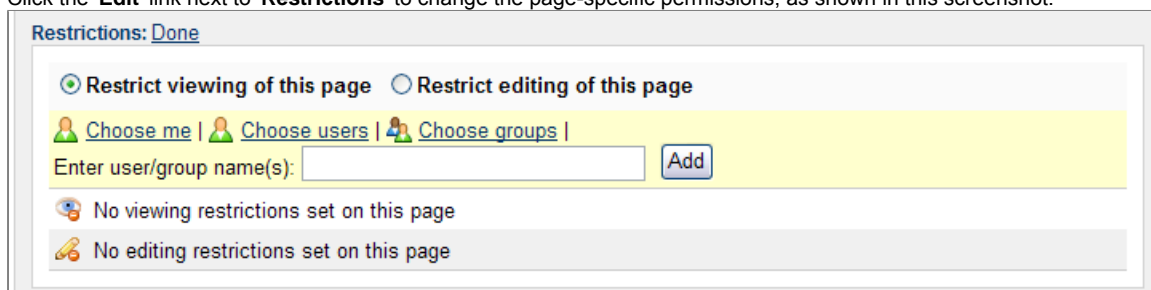 Click the 'Edit' link next to 'Restrictions' to change the page-specific permissions, as shown in this screenshot.
Restrictions: Done
Restrict viewing of this page Restrict editing of this page
Choose me | Choose users | Choose groups |
Enter user/group name(s): Add
No viewing restrictions set on this page
No editing restrictions set on this page